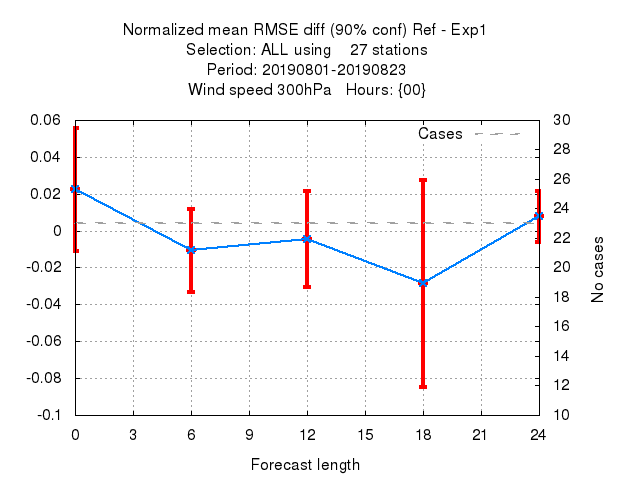 Normalized mean RMSE diff (90% conf) Ref - Exp1
Selection: ALL using    27 stations
Period: 20190801-20190823
Wind speed 300hPa   Hours: {00}
Cases
0.06
0.04
0.02
0
-0.02
-0.04
-0.06
-0.08
-0.1
30
28
26
24
22
20
18
16
14
12
10
No cases
0 3 6 9 12 15 18 21 24
Forecast length